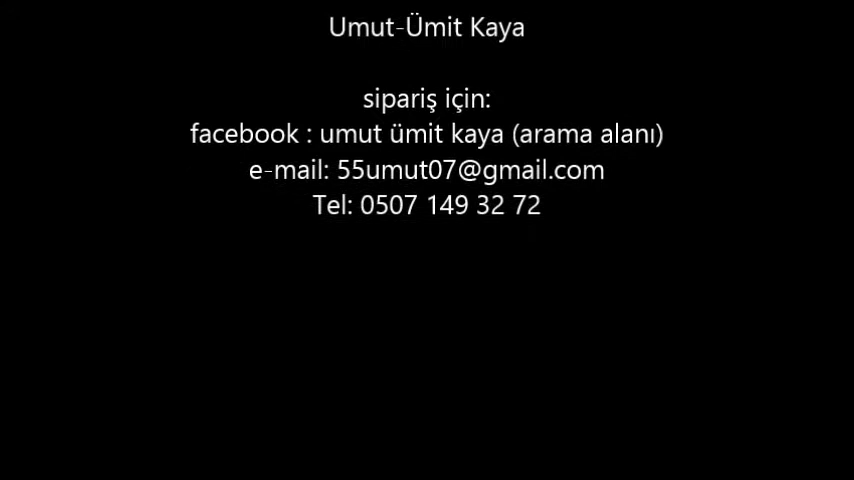 Umut-Ümit Kaya
sipariş için:
facebook : umut ümit kaya (arama alanı)
e-mail: 55umut07@gmail.com
Tel: 0507 149 32 72